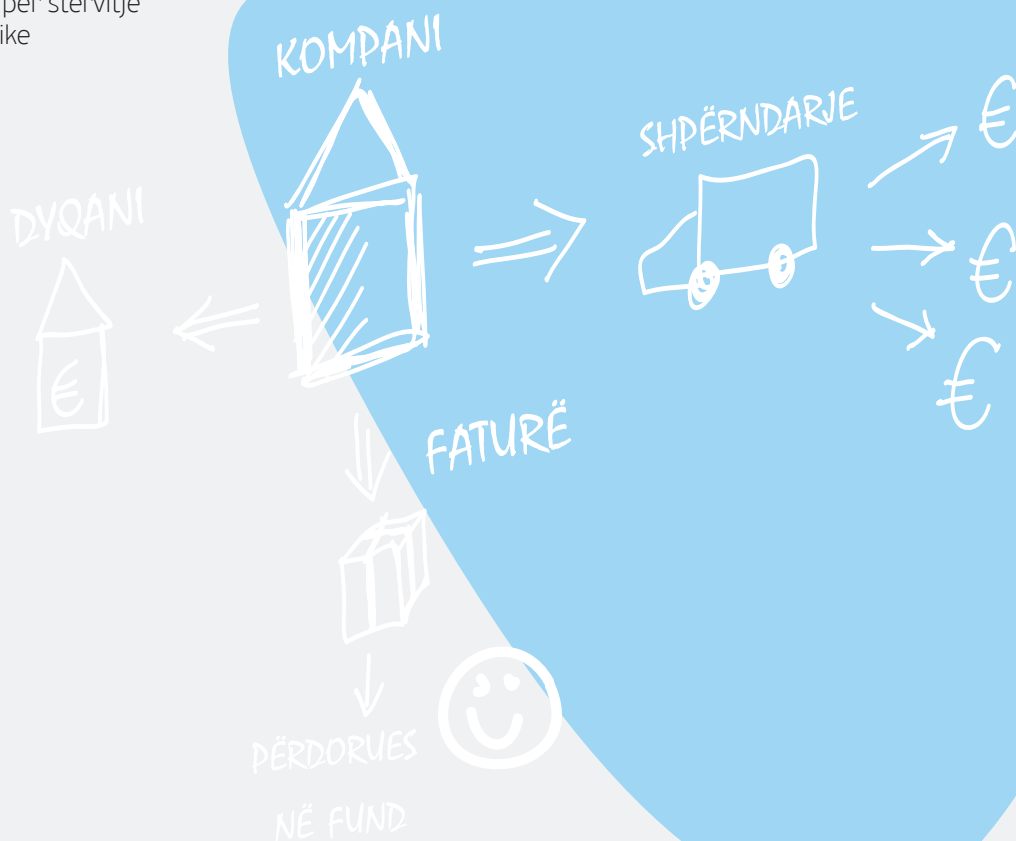 për stërvitje
ike
KOMPANI
SHPËRNDARJE
€
DYQANI
€
€
€
FATURË
PËRDORUES
NË FUND